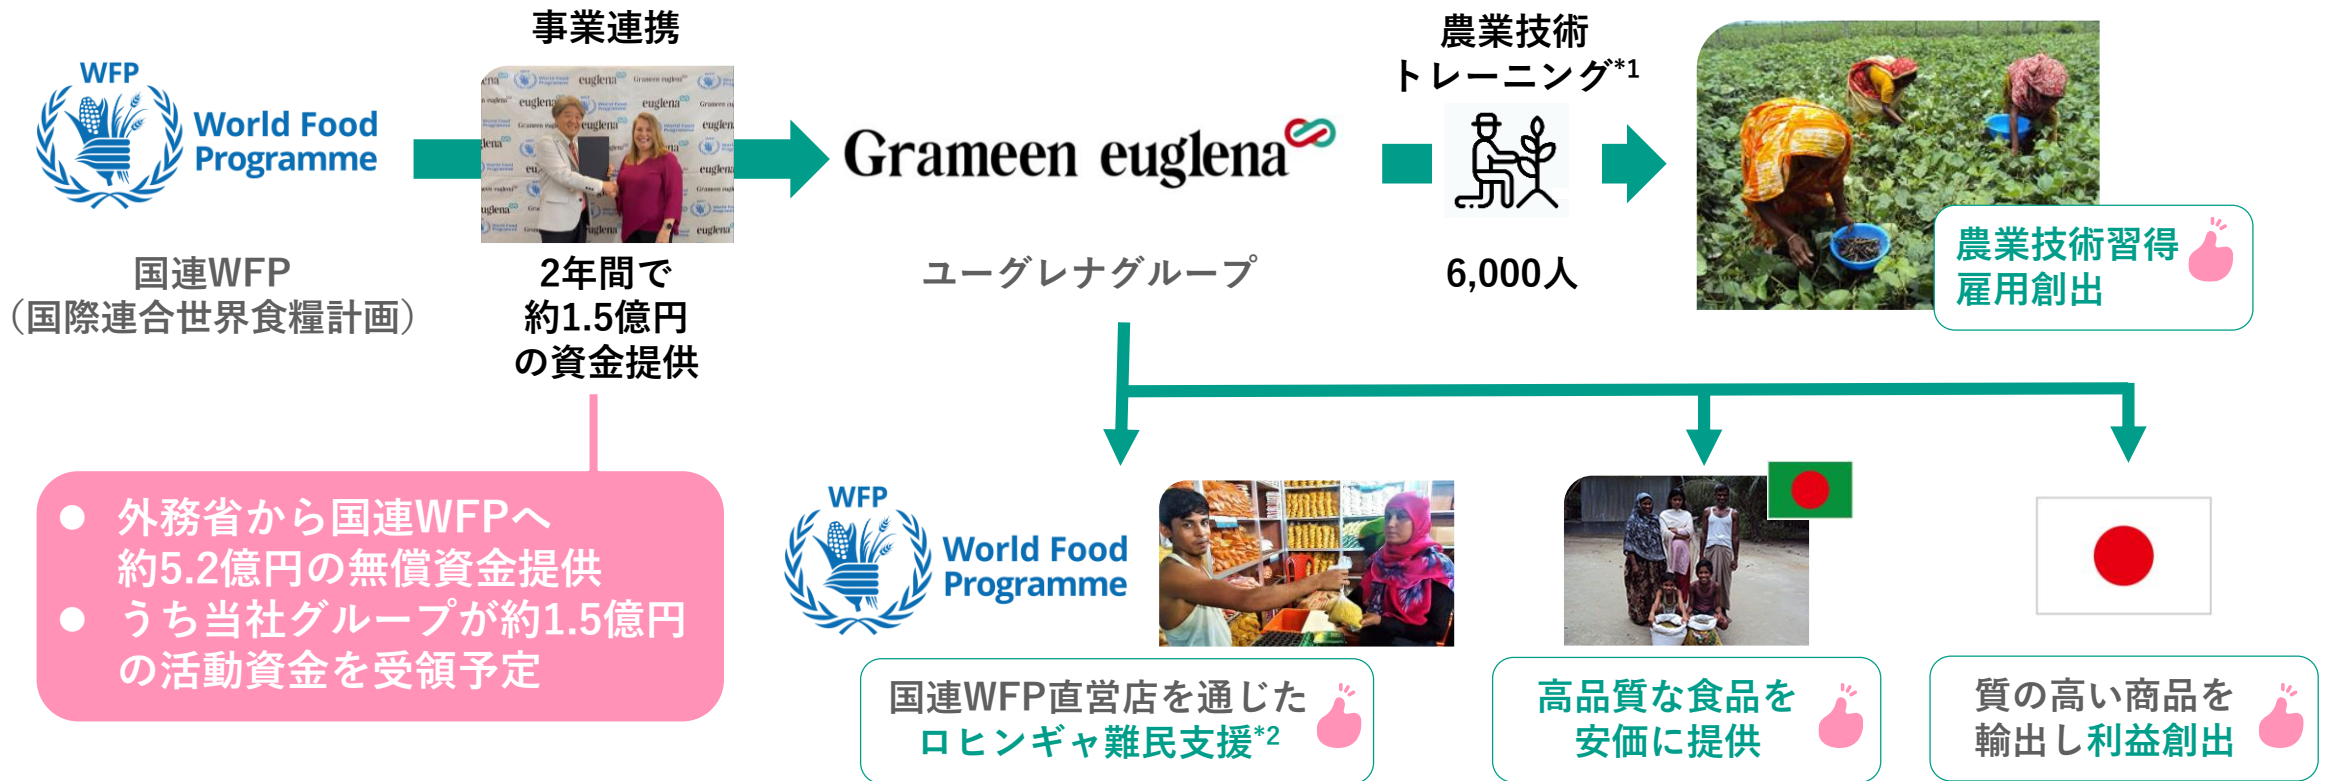 事業連携
農業技術
トレーニング*1
WFP
World Food
Programme
Grameen euglena
国連WFP
(国際連合世界食糧計画)
2年間で
約1.5億円
の資金提供
ユーグレナグループ
6,000人
農業技術習得
雇用創出
● 外務省から国連WFPへ
約5.2億円の無償資金提供
● うち当社グループが約1.5億円
の活動資金を受領予定
WFP
World Food
Programme
国連WFP直営店を通じた
ロヒンギャ難民支援*2
高品質な食品を
安価に提供
質の高い商品を
輸出し利益創出